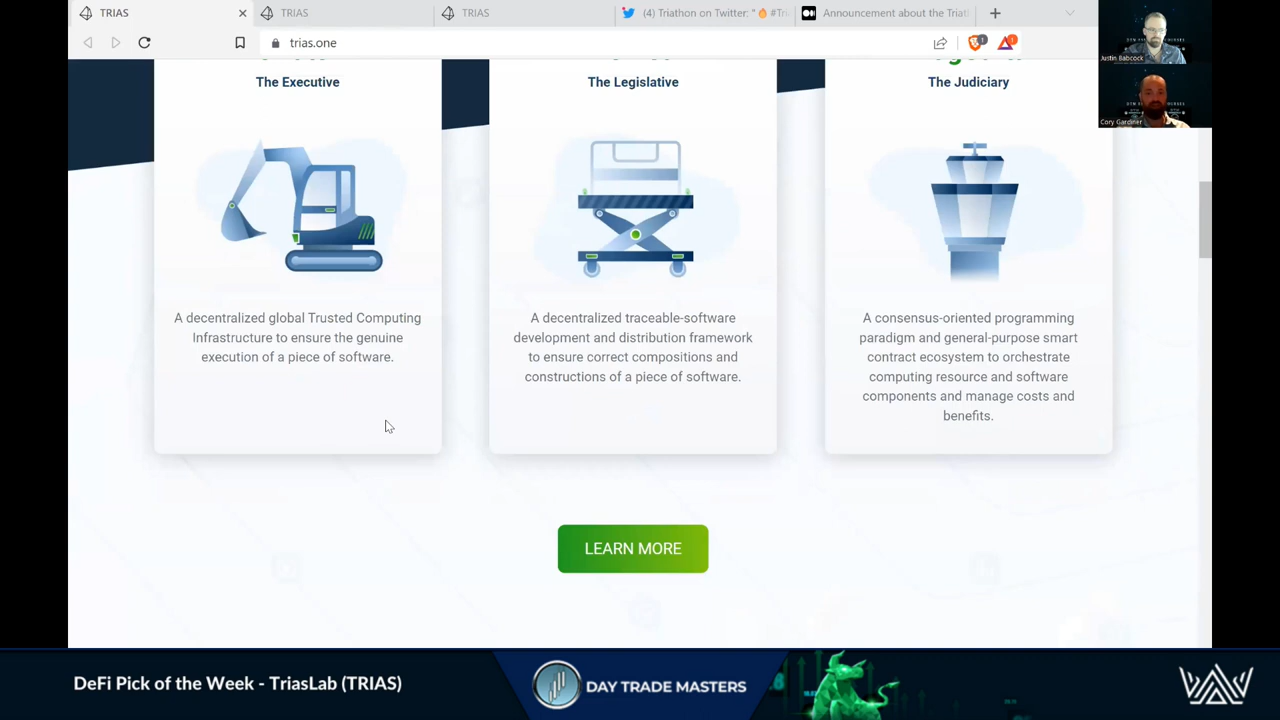 TRIAS
TRIAS
TRIAS
(4) Triathon on Twitter: "🔥#Tri
Announcement about the Triat
trias.one
1
1
Justin Babcock
Cory Gardiner
The Executive
The Legislative
The Judiciary
A decentralized global Trusted Computing
Infrastructure to ensure the genuine
execution of a piece of software.
A decentralized traceable-software
development and distribution framework
to ensure correct compositions and
constructions of a piece of software.
A consensus-oriented programming
paradigm and general-purpose smart
contract ecosystem to orchestrate
computing resource and software
components and manage costs and
benefits.
LEARN MORE
DeFi Pick of the Week - TriasLab (TRIAS)
DAY TRADE MASTERS